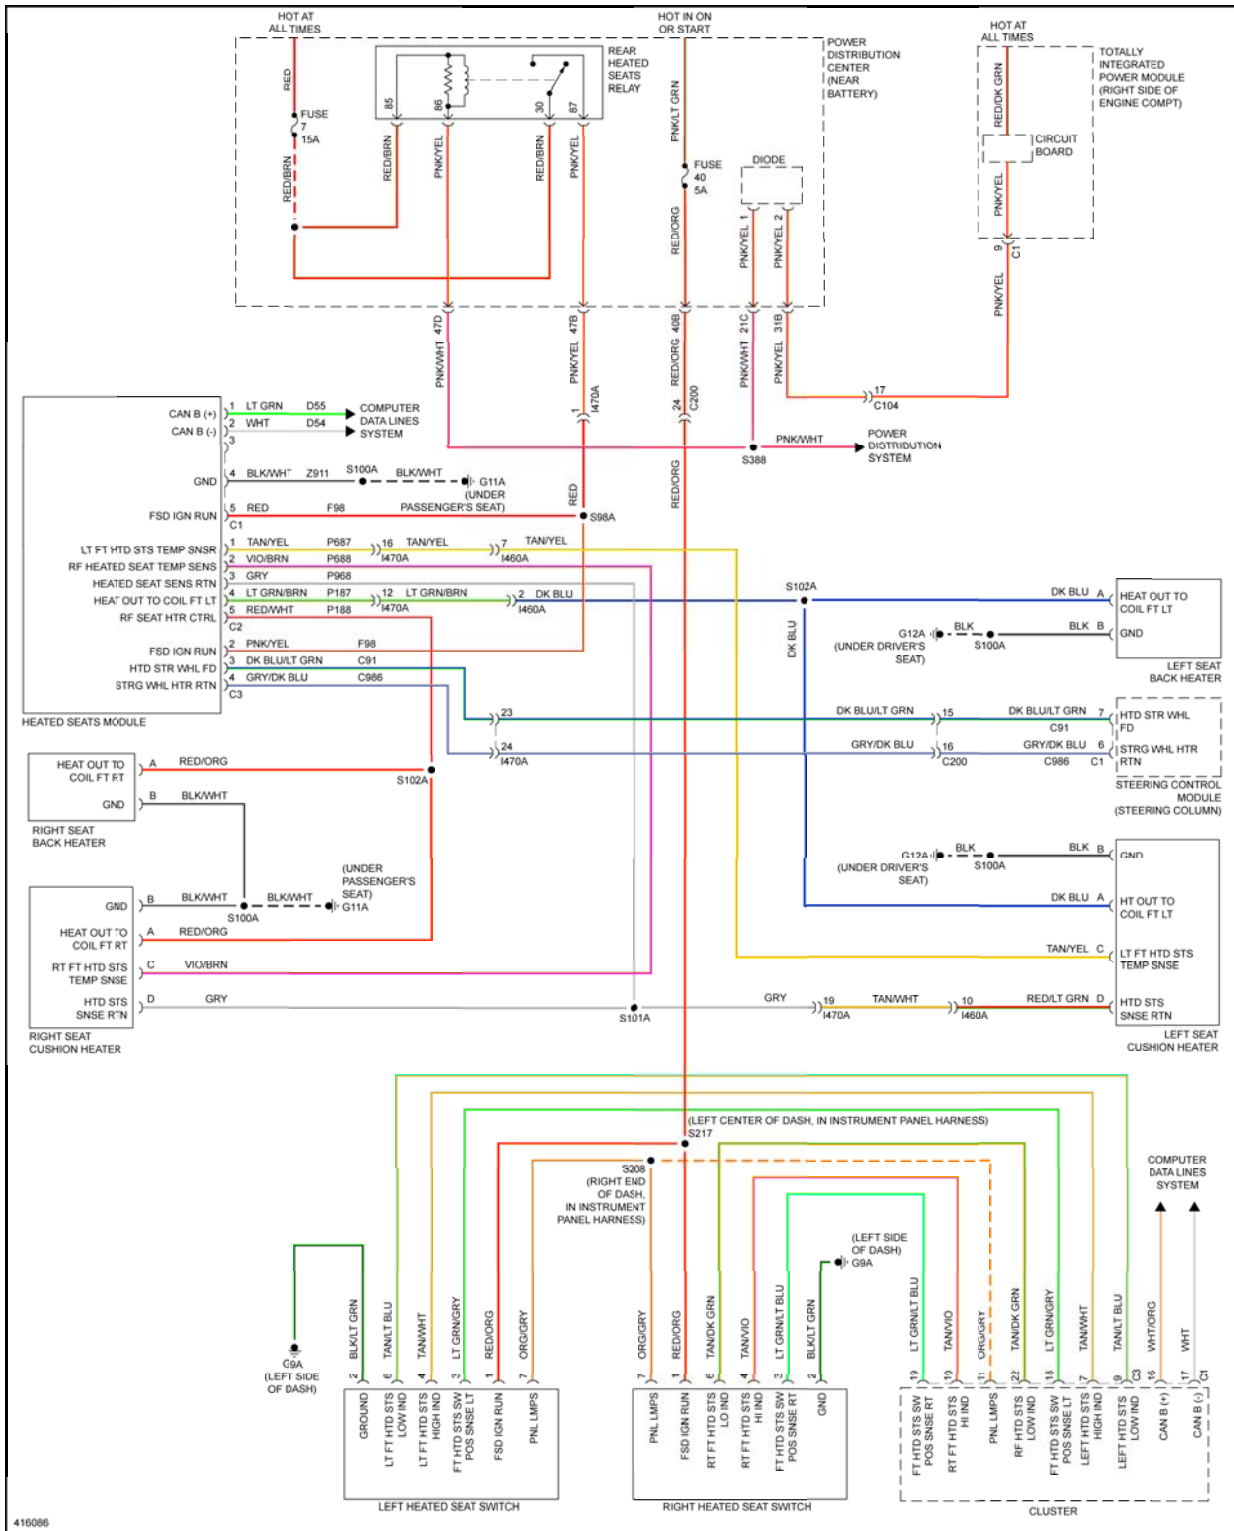 HOT AT
ALL TIMES
HOT IN ON
OR START
HOT AT
ALL TIMES
RED
FUSE
7
15A
RED/BRN
85
86
30
87
REAR
HEATED
SEATS
RELAY
RED/BRN
PNK/YEL
RED/BRN
PNK/YEL
PNK/LT GRN
FUSE
40
5A
RED/ORG
DIODE
PNK/YEL 1
PNK/YEL 2
POWER
DISTRIBUTION
CENTER
(NEAR
BATTERY)
RED/DK GRN
CIRCUIT
BOARD
PNK/YEL
TOTALLY
INTEGRATED
POWER MODULE
(RIGHT SIDE OF
ENGINE COMPT)
9
C1
PNK/YEL
47D
PNK/WHT
47B
PNK/YEL
40B
RED/ORG
21C
PNK/WHT
31B
PNK/YEL
1
I470A
24
C200
17
C104
PNK/WHT
S388
POWER
DISTRIBUTION
SYSTEM
RED
RED/ORG
CAN B (+)
1 LT GRN D55
CAN B (-)
2 WHT D54
3
COMPUTER
DATA LINES
SYSTEM
GND
4 BLK/WHT Z911
S100A
BLK/WHT
G11A
(UNDER
PASSENGER'S SEAT)
FSD IGN RUN
5 RED F98
C1
S98A
LT FT HTD STS TEMP SNSR
1 TAN/YEL P687
16 TAN/YEL
I470A
7 TAN/YEL
I460A
RF HEATED SEAT TEMP SENS
2 VIO/BRN P688
HEATED SEAT SENS RTN
3 GRY P968
HEAT OUT TO COIL FT LT
4 LT GRN/BRN P187
12 LT GRN/BRN
I470A
2 DK BLU
I460A
RF SEAT HTR CTRL
5 RED/WHT P188
C2
FSD IGN RUN
2 PNK/YEL F98
HTD STR WHL FD
3 DK BLU/LT GRN C91
STRG WHL HTR RTN
4 GRY/DK BLU C986
C3
HEATED SEATS MODULE
S102A
DK BLU
DK BLU A
HEAT OUT TO
COIL FT LT
G12A
BLK
S100A
BLK B
GND
(UNDER DRIVER'S
SEAT)
LEFT SEAT
BACK HEATER
23
24
I470A
DK BLU/LT GRN
15
DK BLU/LT GRN 7
C91
HTD STR WHL
FD
GRY/DK BLU
16
C200
GRY/DK BLU 6
C986 C1
STRG WHL HTR
RTN
STEERING CONTROL
MODULE
(STEERING COLUMN)
HEAT OUT TO
COIL FT RT
A RED/ORG
S102A
GND
B BLK/WHT
RIGHT SEAT
BACK HEATER
G12A
BLK
S100A
BLK B
GND
(UNDER DRIVER'S
SEAT)
(UNDER
PASSENGER'S
SEAT)
G11A
GND
B BLK/WHT
S100A
BLK/WHT
HEAT OUT TO
COIL FT RT
A RED/ORG
DK BLU A
HT OUT TO
COIL FT LT
RT FT HTD STS
TEMP SNSE
C VIO/BRN
TAN/YEL C
LT FT HTD STS
TEMP SNSE
HTD STS
SNSE RTN
D GRY
S101A
GRY
19
I470A
TAN/WHT
10
I460A
RED/LT GRN D
HTD STS
SNSE RTN
RIGHT SEAT
CUSHION HEATER
LEFT SEAT
CUSHION HEATER
(LEFT CENTER OF DASH, IN INSTRUMENT PANEL HARNESS)
S217
S208
(RIGHT END
OF DASH,
IN INSTRUMENT
PANEL HARNESS)
COMPUTER
DATA LINES
SYSTEM
(LEFT SIDE
OF DASH)
G9A
G9A
(LEFT SIDE
OF DASH)
BLK/LT GRN
TAN/LT BLU
TAN/WHT
LT GRN/GRY
RED/ORG
ORG/GRY
2
6
4
3
1
7
GROUND
LT FT HTD STS
LOW IND
LT FT HTD STS
HIGH IND
FT HTD STS SW
POS SNSE LT
FSD IGN RUN
PNL LMPS
LEFT HEATED SEAT SWITCH
ORG/GRY
RED/ORG
TAN/DK GRN
TAN/VIO
LT GRN/LT BLU
BLK/LT GRN
7
1
6
4
3
2
PNL LMPS
FSD IGN RUN
RT FT HTD STS
LO IND
RT FT HTD STS
HI IND
FT HTD STS SW
POS SNSE RT
GND
RIGHT HEATED SEAT SWITCH
LT GRN/LT BLU
TAN/VIO
ORG/GRY
TAN/DK GRN
LT GRN/GRY
TAN/WHT
TAN/LT BLU
WHT/ORG
WHT
19
10
11
22
18
7
9
C3
16
17
C1
FT HTD STS SW
POS SNSE RT
RT FT HTD STS
HI IND
PNL LMPS
RF HTD STS
LOW IND
FT HTD STS SW
POS SNSE LT
LEFT HTD STS
HIGH IND
LEFT HTD STS
LOW IND
CAN B (+)
CAN B (-)
CLUSTER
416086